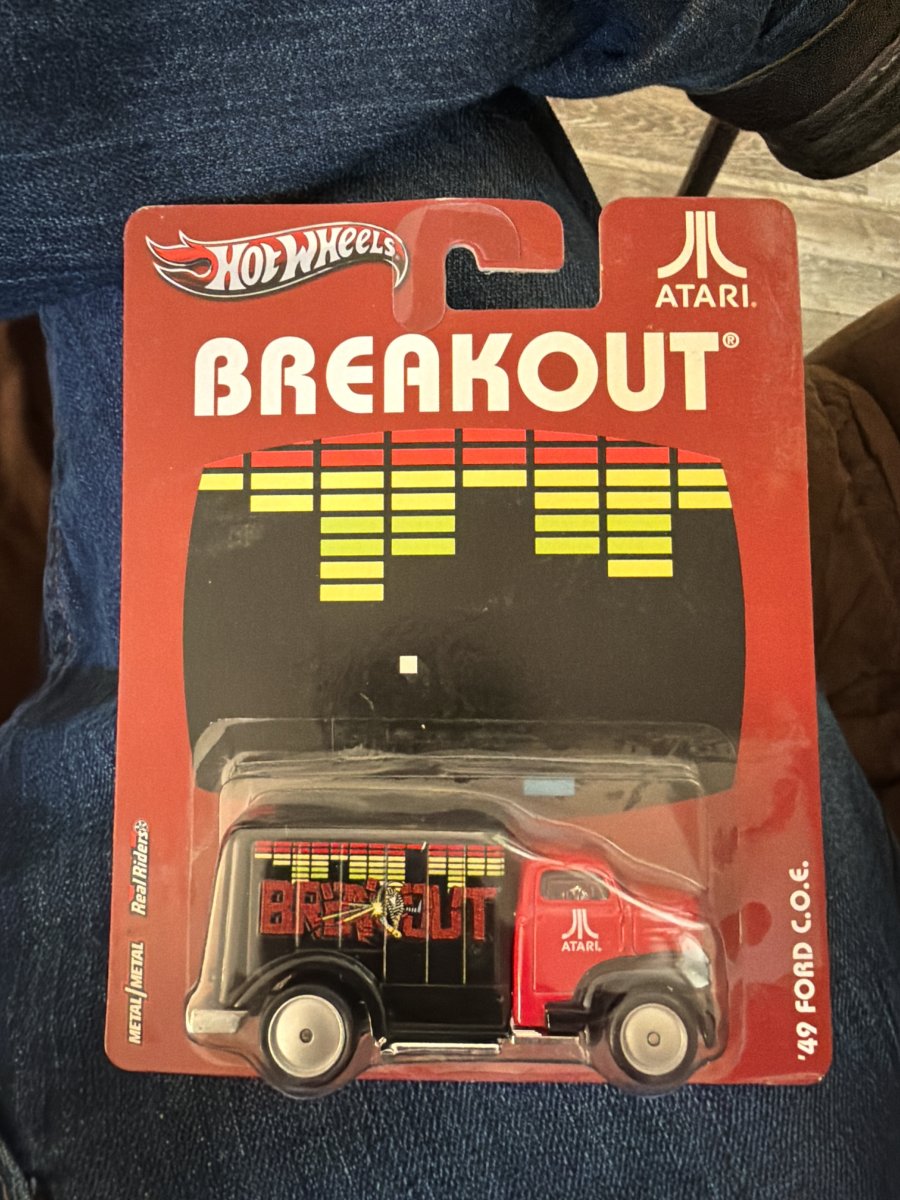 HOT WHEELS
ATARI®
BREAKOUT®
METAL/METAL Real Riders
BREAKOUT
ATARI
'49 FORD C.O.E.